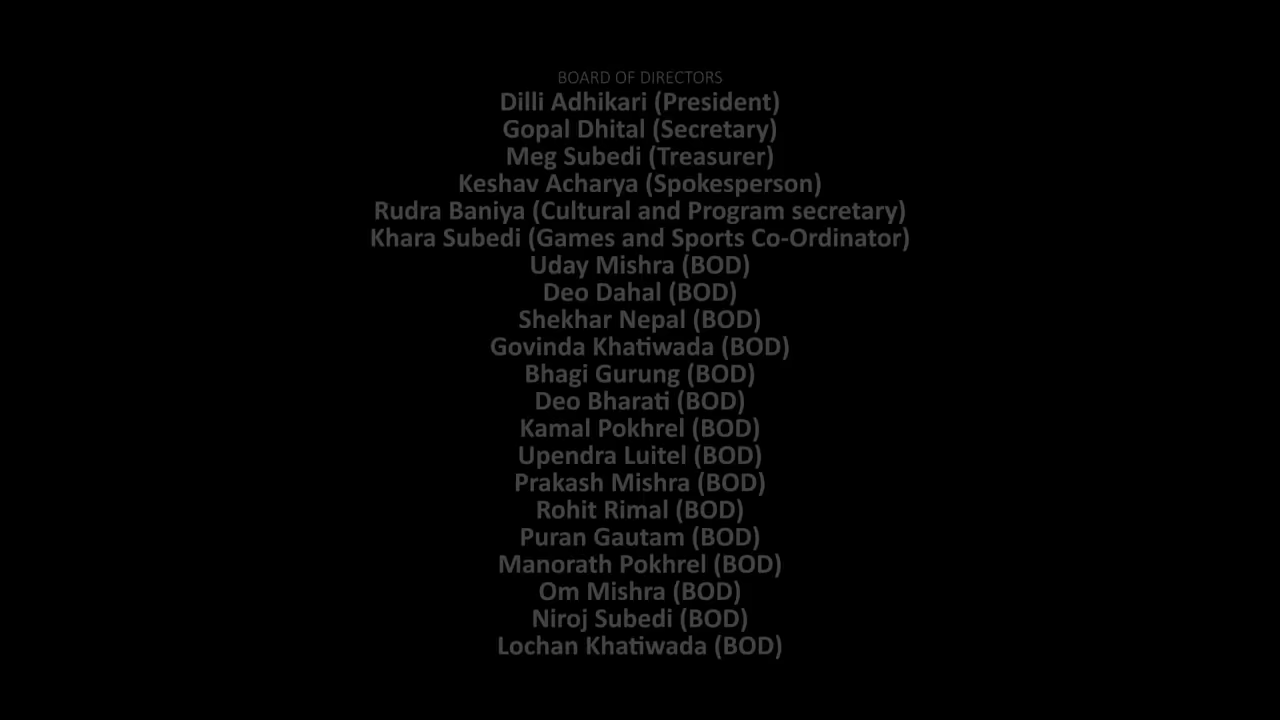 BOARD OF DIRECTORS
Dilli Adhikari (President)
Gopal Dhital (Secretary)
Meg Subedi (Treasurer)
Keshav Acharya (Spokesperson)
Rudra Baniya (Cultural and Program secretary)
Khara Subedi (Games and Sports Co-Ordinator)
Uday Mishra (BOD)
Deo Dahal (BOD)
Shekhar Nepal (BOD)
Govinda Khatiwada (BOD)
Bhagi Gurung (BOD)
Deo Bharati (BOD)
Kamal Pokhrel (BOD)
Upendra Luitel (BOD)
Prakash Mishra (BOD)
Rohit Rimal (BOD)
Puran Gautam (BOD)
Manorath Pokhrel (BOD)
Om Mishra (BOD)
Niroj Subedi (BOD)
Lochan Khatiwada (BOD)